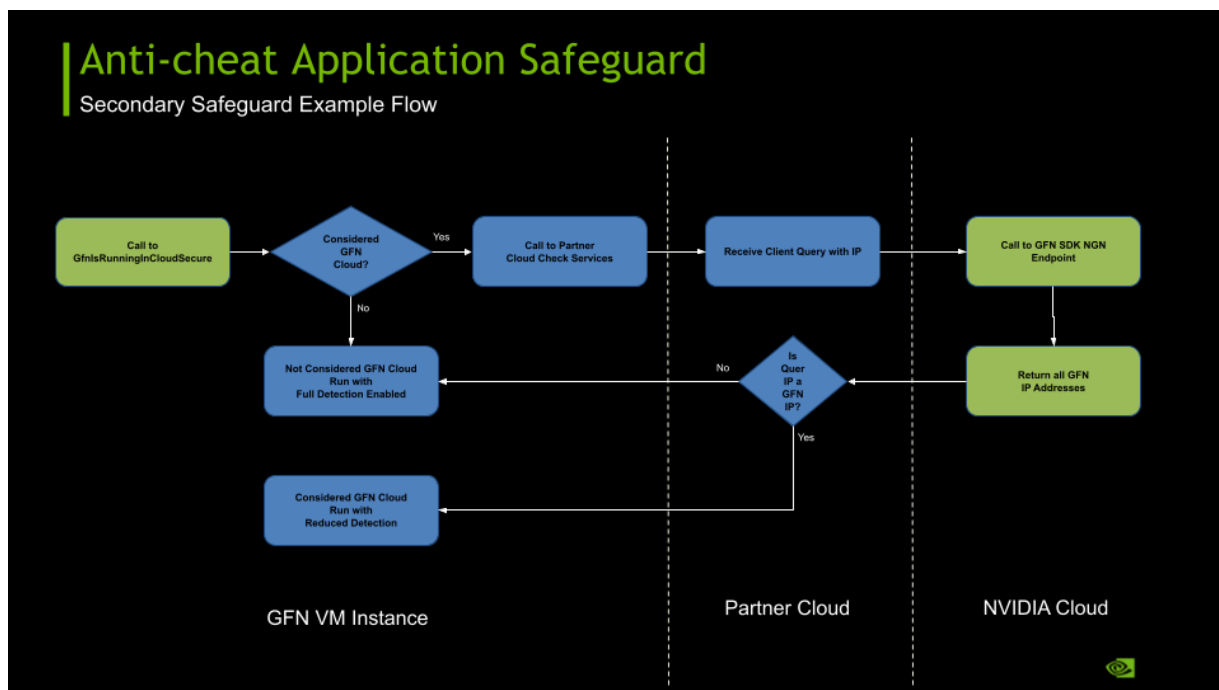 Anti-cheat Application Safeguard
Secondary Safeguard Example Flow
Call to
GfnIsRunningInCloudSecure
Considered
GFN
Cloud?
Yes
Call to Partner
Cloud Check Services
Receive Client Query with IP
Call to GFN SDK NGN
Endpoint
No
Not Considered GFN Cloud
Run with
Full Detection Enabled
No
Is
Quer
IP a
GFN
IP?
Return all GFN
IP Addresses
Yes
Considered GFN Cloud
Run with
Reduced Detection
GFN VM Instance
Partner Cloud
NVIDIA Cloud